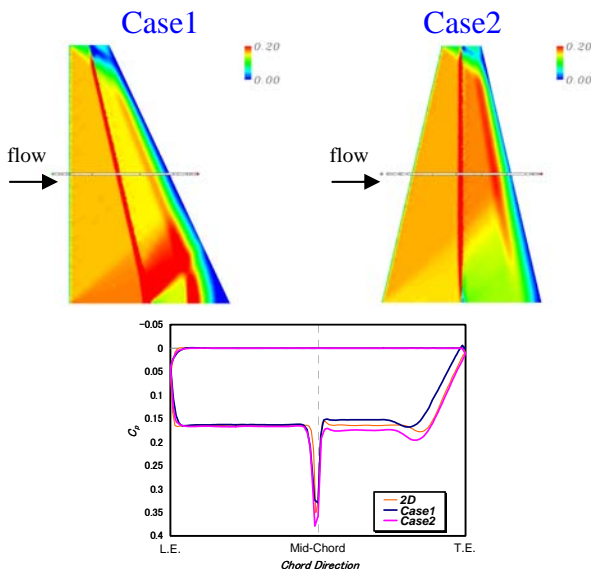 Case1
Case2
0.20
0.00
0.20
0.00
flow
flow
-0.05
0
0.05
0.1
0.15
0.2
0.25
0.3
0.35
0.4
Cp
2D
Case1
Case2
L.E.
Mid-Chord
T.E.
Chord Direction